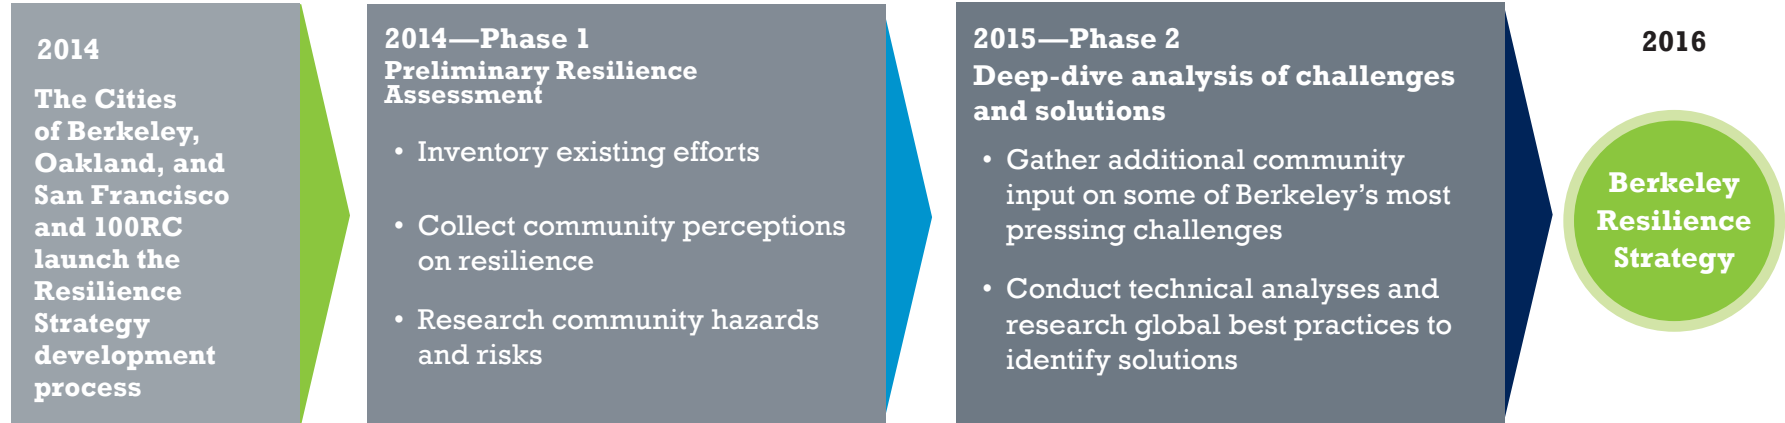 2014
The Cities
of Berkeley,
Oakland, and
San Francisco
and 100RC
launch the
Resilience
Strategy
development
process
2014—Phase 1
Preliminary Resilience
Assessment
• Inventory existing efforts
• Collect community perceptions
on resilience
• Research community hazards
and risks
2015—Phase 2
Deep-dive analysis of challenges
and solutions
• Gather additional community
input on some of Berkeley’s most
pressing challenges
• Conduct technical analyses and
research global best practices to
identify solutions
2016
Berkeley
Resilience
Strategy